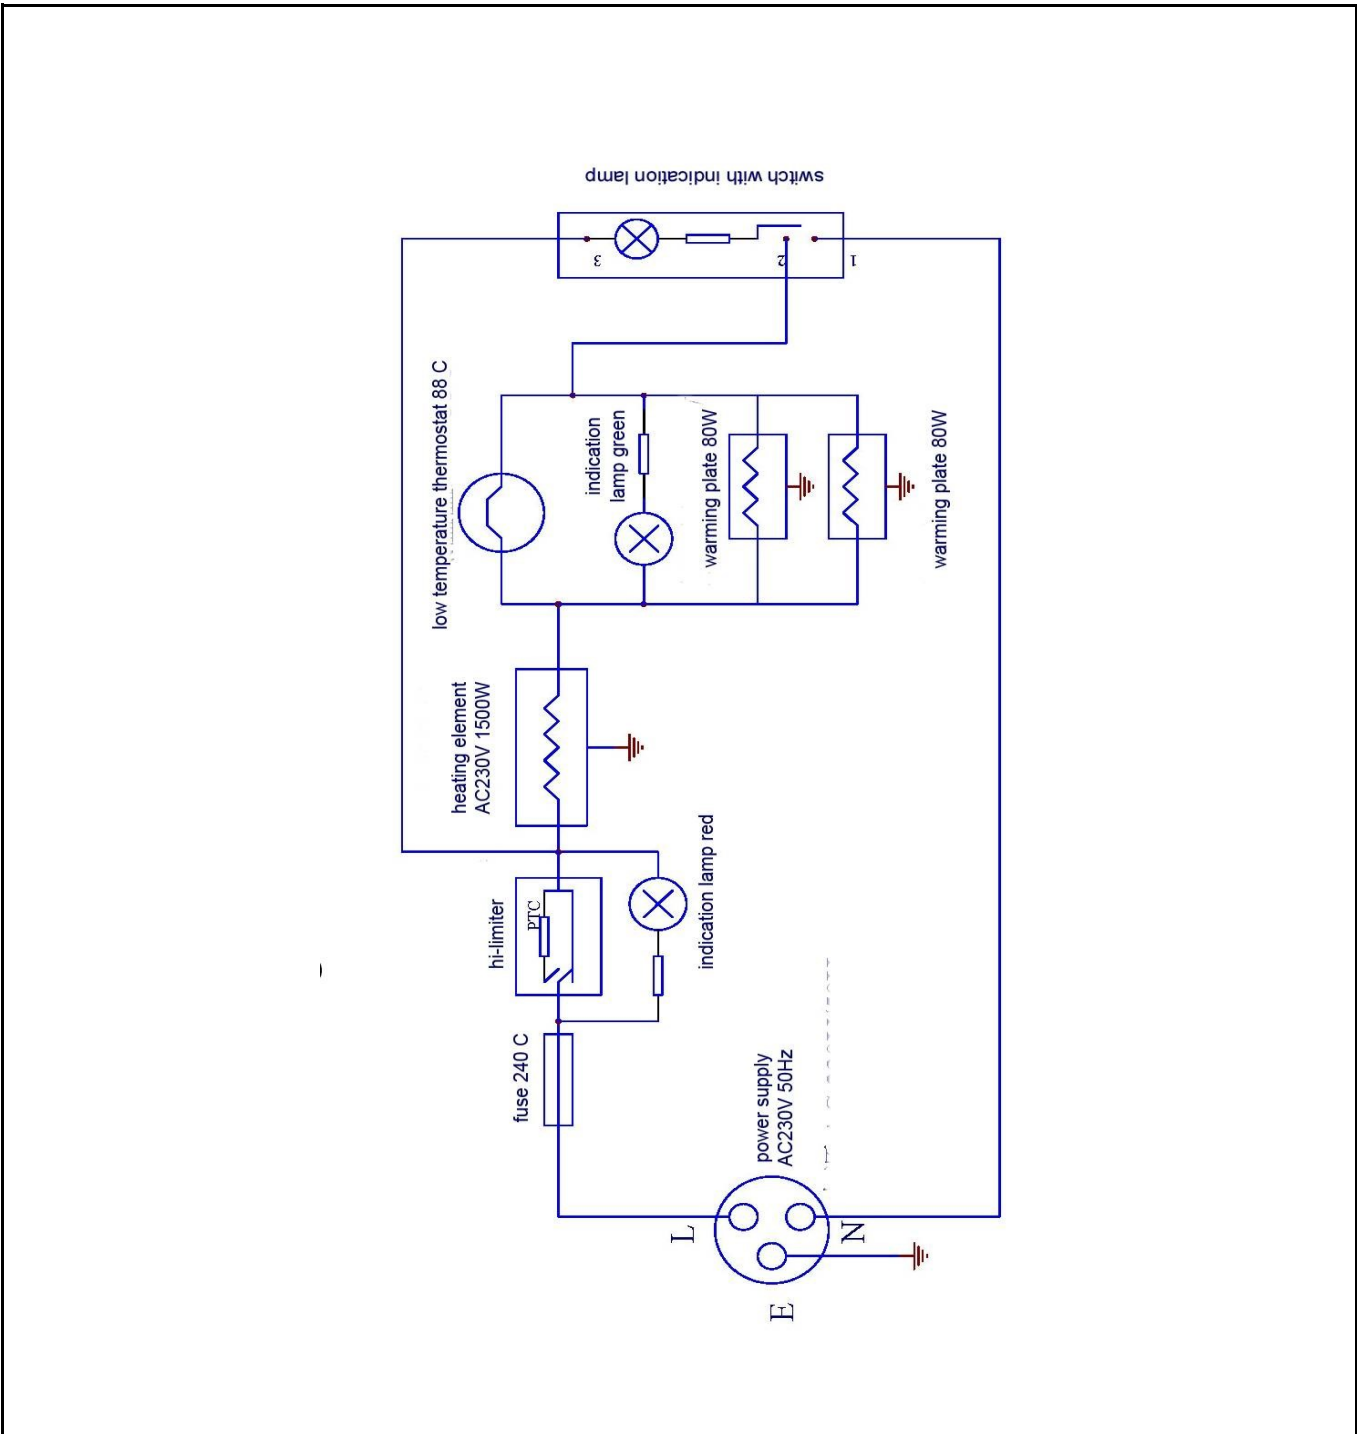 switch with indication lamp
3
2
1
low temperature thermostat 88 C
indication
lamp green
warming plate 80W
warming plate 80W
heating element
AC230V 1500W
hi-limiter
PTC
indication lamp red
fuse 240 C
power supply
AC230V 50Hz
L
N
E